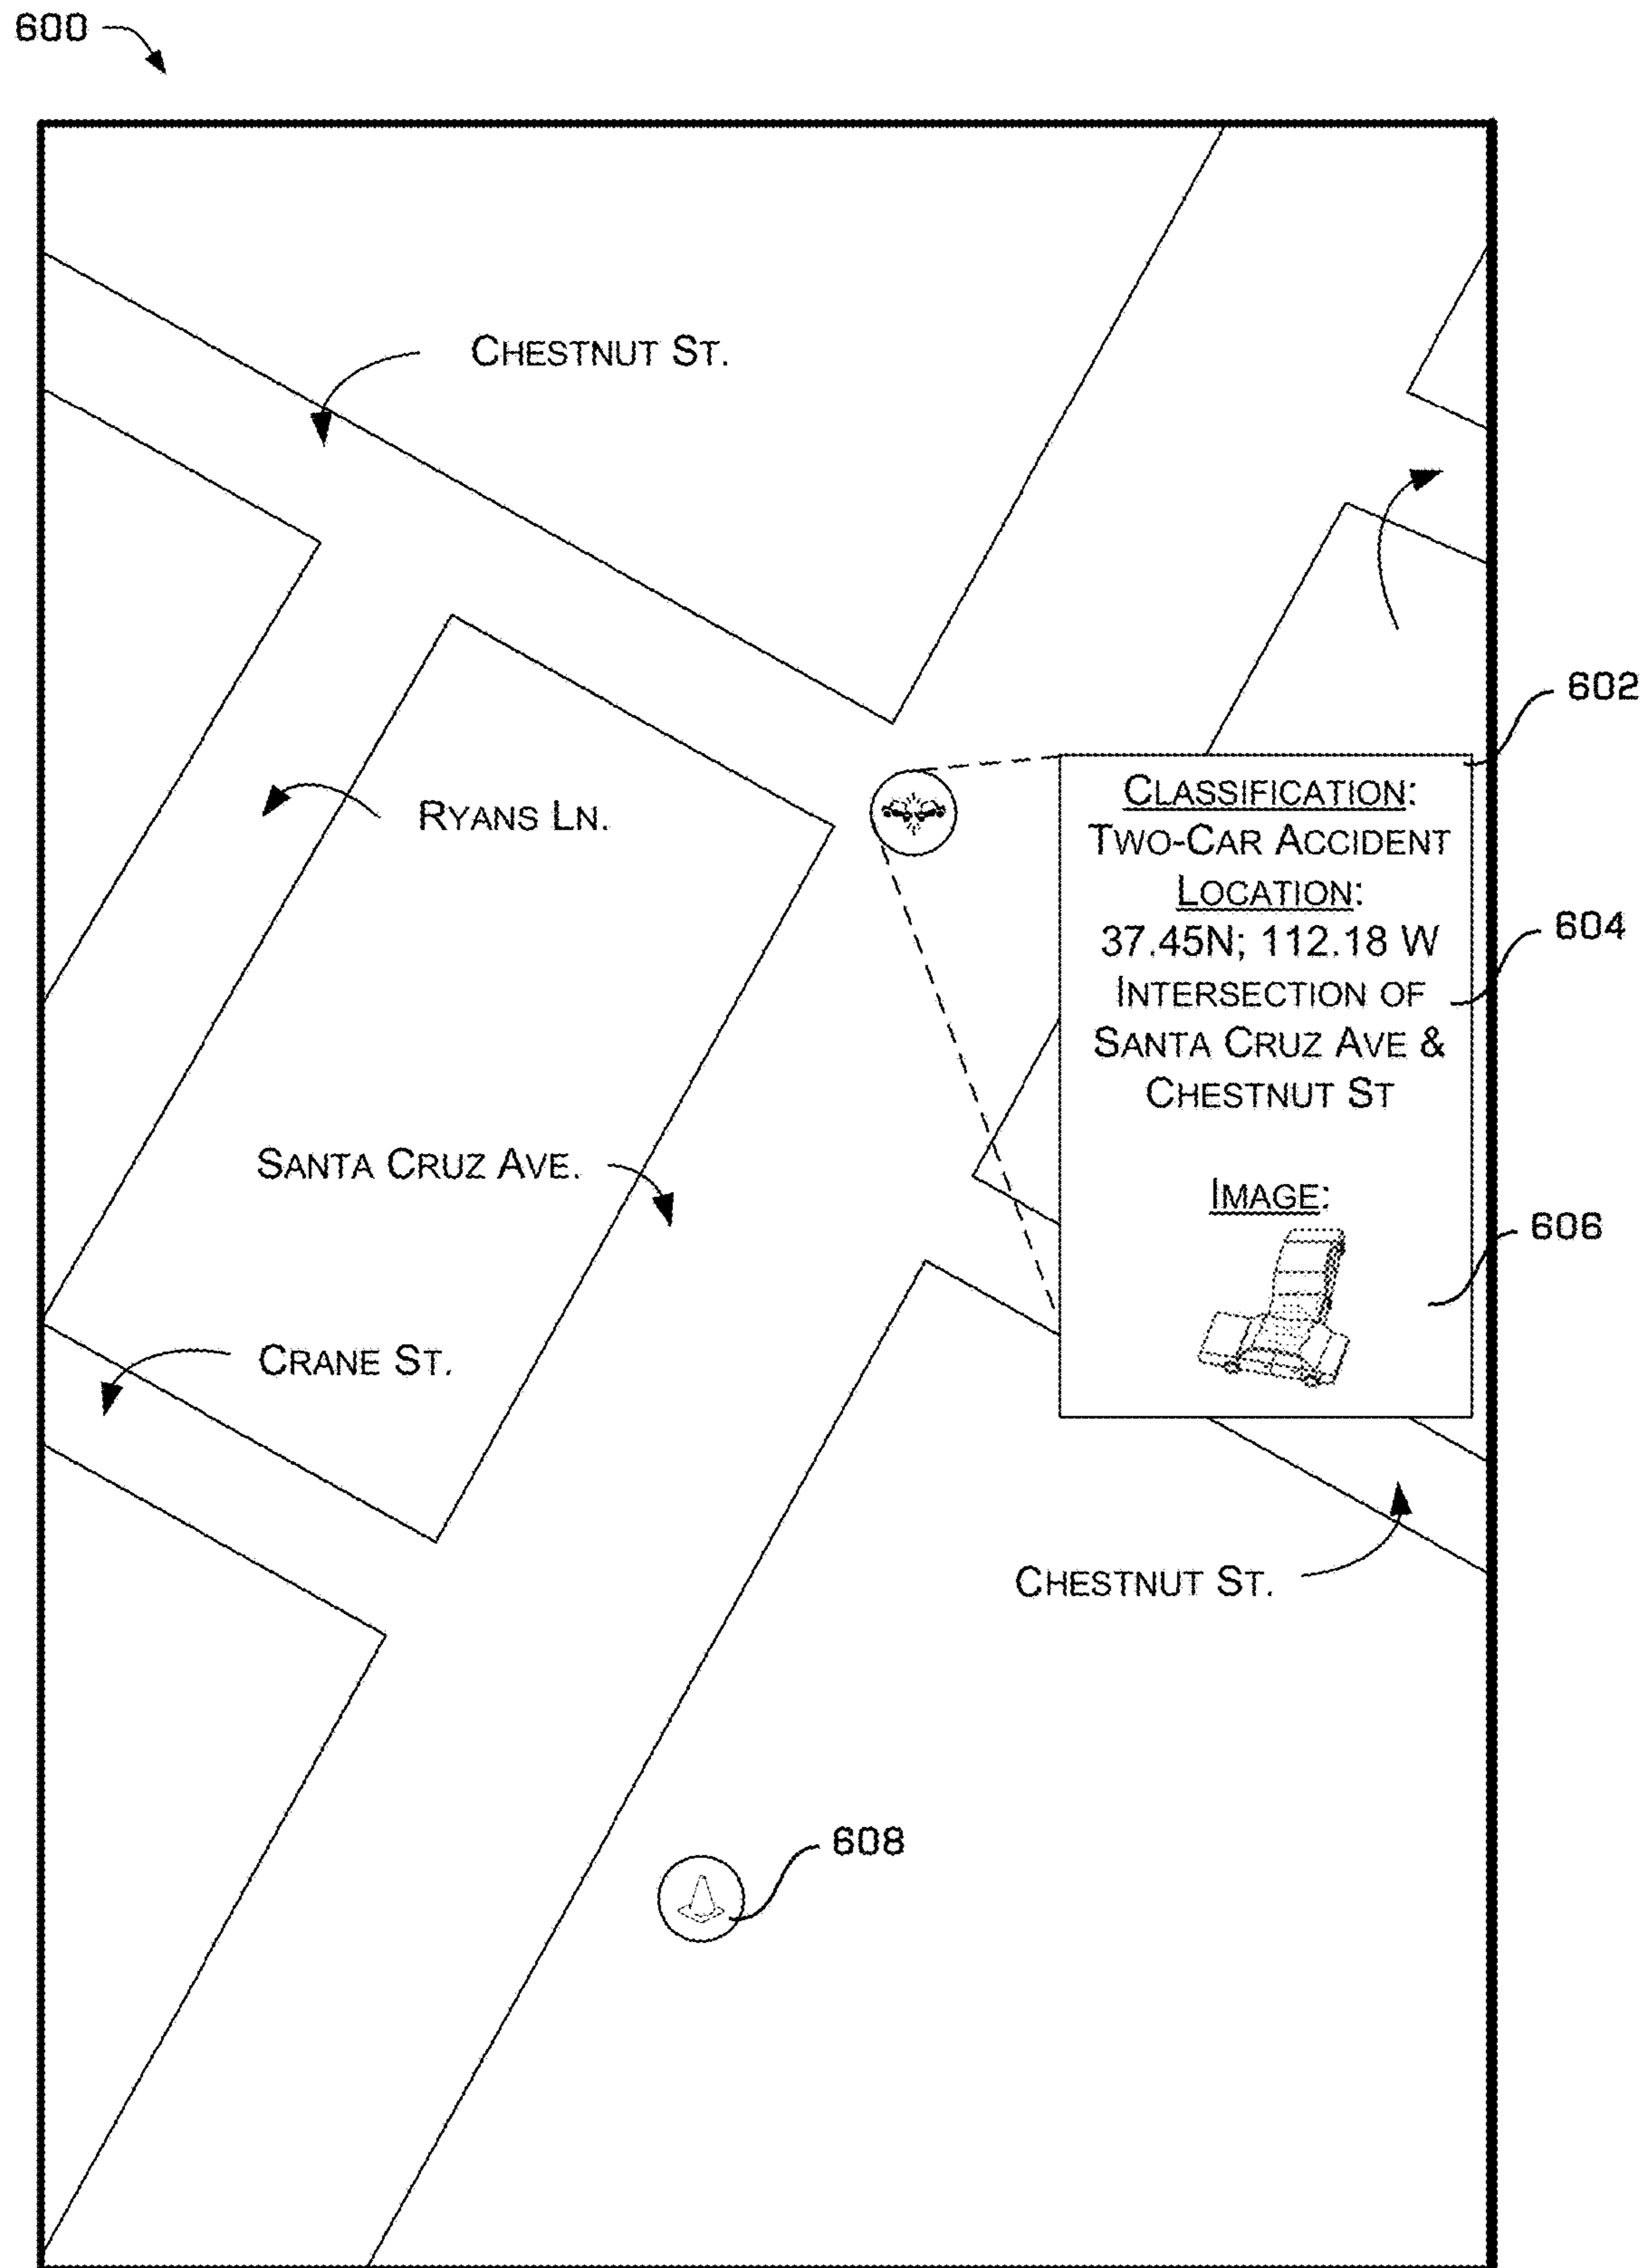 600
CHESTNUT ST.
602
CLASSIFICATION:
RYANS LN.
TWO-CAR ACCIDENT
LOCATION:
604
37.45N; 112.18 W
INTERSECTION OF
SANTA CRUZ AVE &
CHESTNUT ST
SANTA CRUZ AVE.
IMAGE:
606
CRANE ST.
CHESTNUT ST.
608